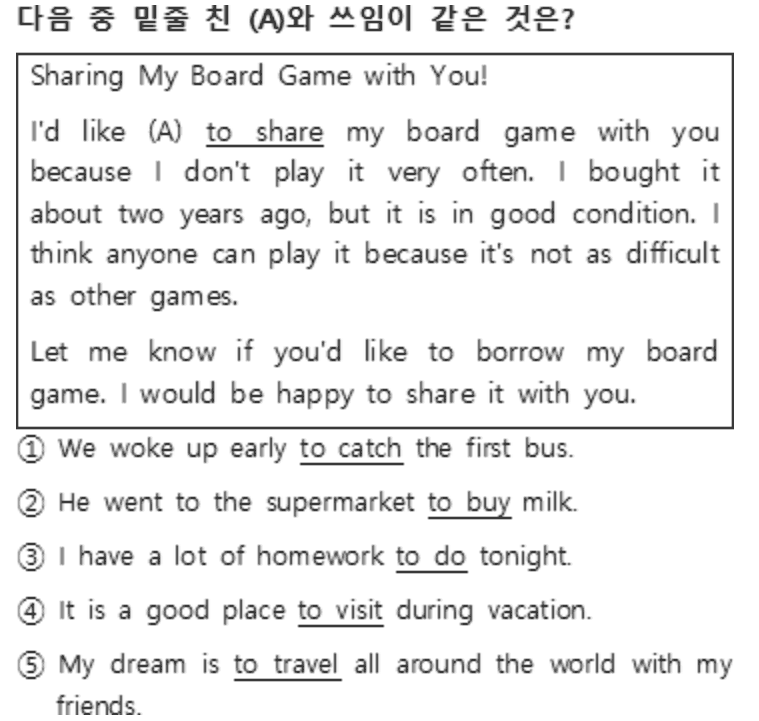 다음 중 밑줄 친 (A)와 쓰임이 같은 것은?
Sharing My Board Game with You!
I'd like (A) to share my board game with you
because I don't play it very often. I bought it
about two years ago, but it is in good condition. I
think anyone can play it because it's not as difficult
as other games.
Let me know if you'd like to borrow my board
game. I would be happy to share it with you.
① We woke up early to catch the first bus.
② He went to the supermarket to buy milk.
③ I have a lot of homework to do tonight.
④ It is a good place to visit during vacation.
⑤ My dream is to travel all around the world with my
friends.